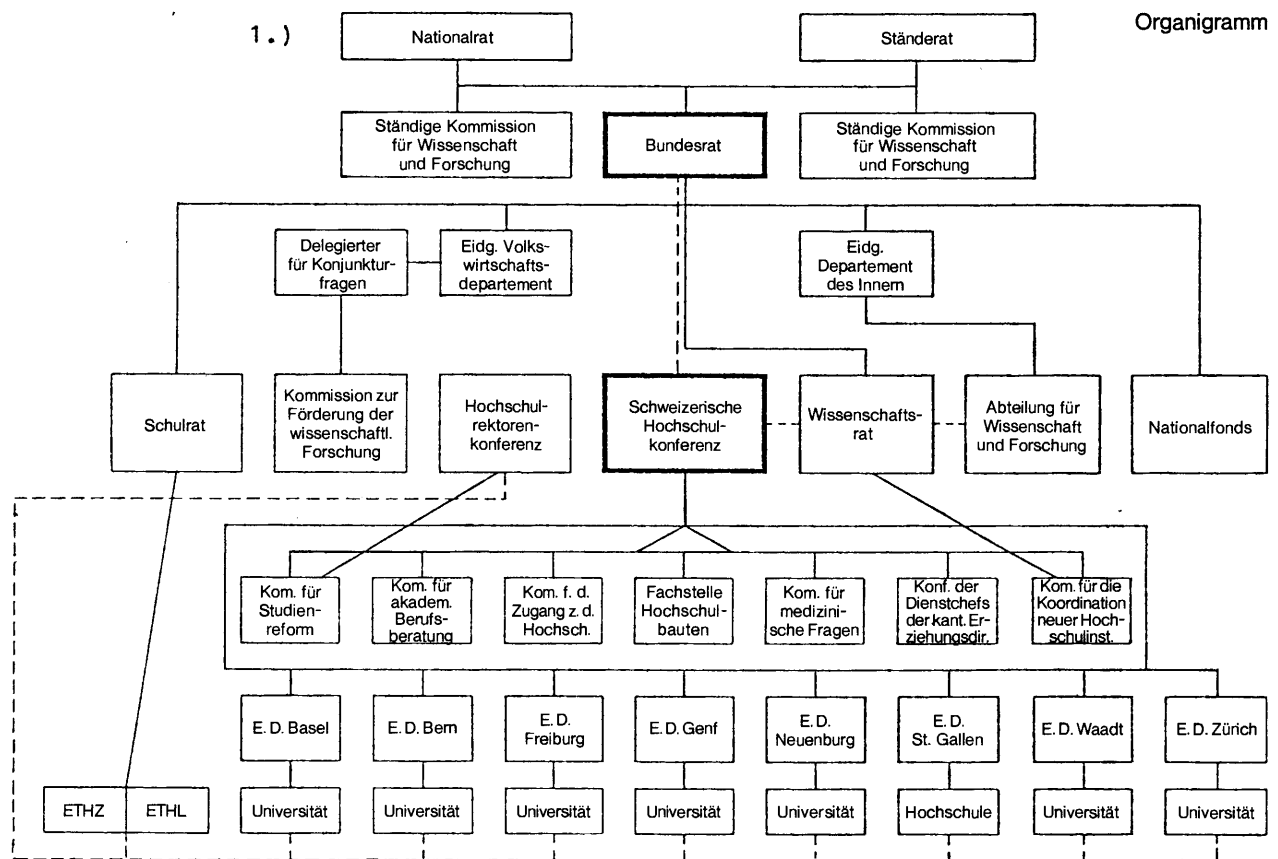 Organigramm
1.)
Nationalrat
Ständerat
Ständige Kommission
für Wissenschaft
und Forschung
Bundesrat
Ständige Kommission
für Wissenschaft
und Forschung
Delegierter
für Konjunktur-
fragen
Eidg. Volks-
wirtschafts-
departement
Eidg.
Departement
des Innern
Schulrat
Kommission zur
Förderung der
wissenschaftl.
Forschung
Hochschul-
rektoren-
konferenz
Schweizerische
Hochschul-
konferenz
Wissenschafts-
rat
Abteilung für
Wissenschaft
und Forschung
Nationalfonds
Kom. für
Studien-
reform
Kom. für
akadem.
Berufs-
beratung
Kom. f. d.
Zugang z. d.
Hochsch.
Fachstelle
Hochschul-
bauten
Kom. für
medizini-
sche Fragen
Konf. der
Dienstchefs
der kant. Er-
ziehungsdir.
Kom. für die
Koordination
neuer Hoch-
schulinst.
E. D. Basel
E. D. Bern
E. D.
Freiburg
E. D. Genf
E. D.
Neuenburg
E. D.
St. Gallen
E. D. Waadt
E. D. Zürich
ETHZ
ETHL
Universität
Universität
Universität
Universität
Universität
Hochschule
Universität
Universität